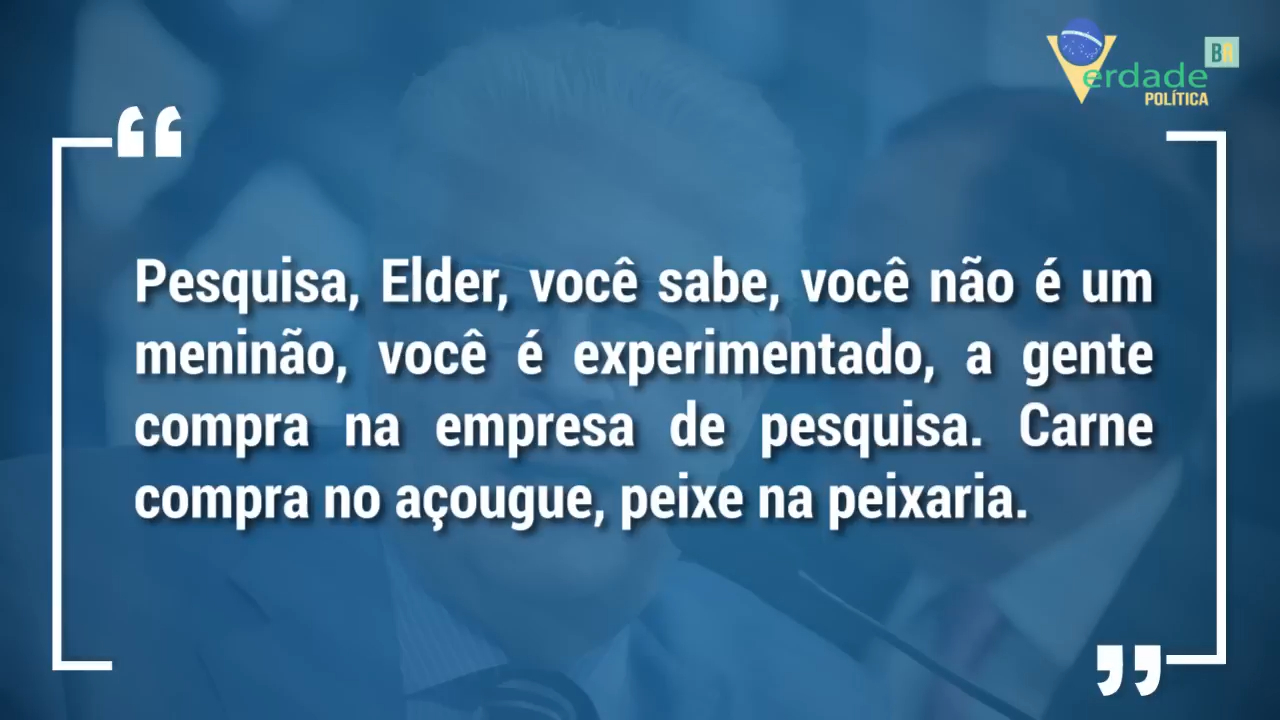 BA
Verdade
POLÍTICA
“
Pesquisa, Elder, você sabe, você não é um
meninão, você é experimentado, a gente
compra na empresa de pesquisa. Carne
compra no açougue, peixe na peixaria.
”